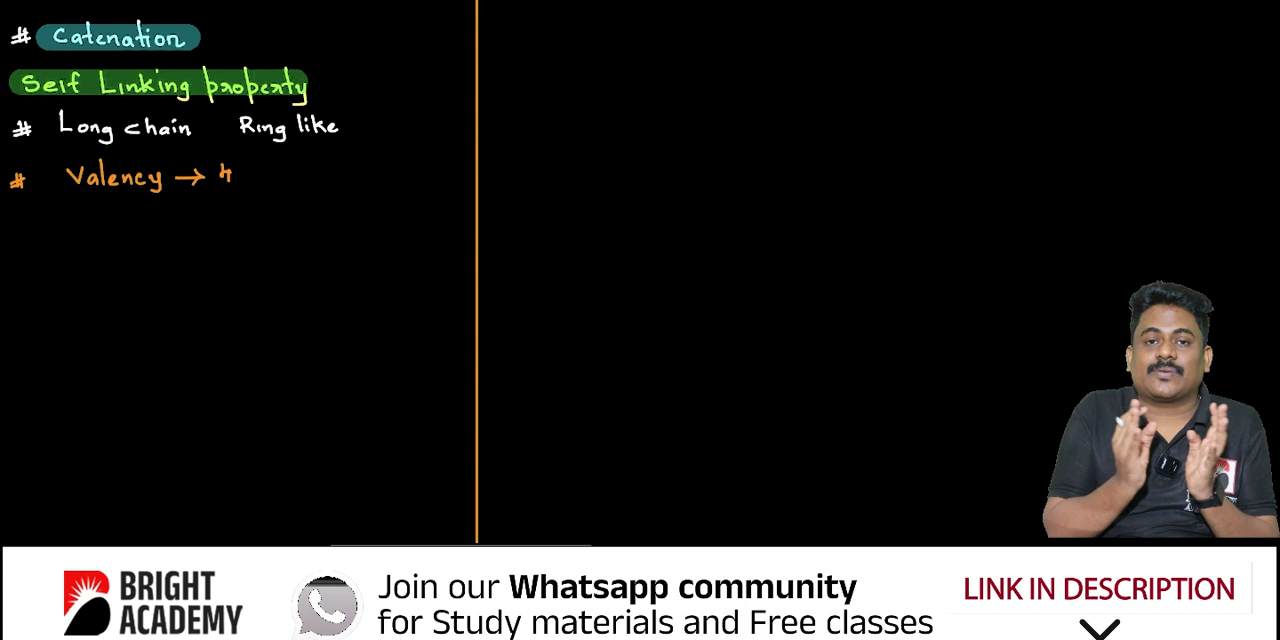 # Catenation
Self Linking property
# Long chain Ring like
# Valency → 4
BRIGHT
ACADEMY
Join our Whatsapp community
for Study materials and Free classes
LINK IN DESCRIPTION